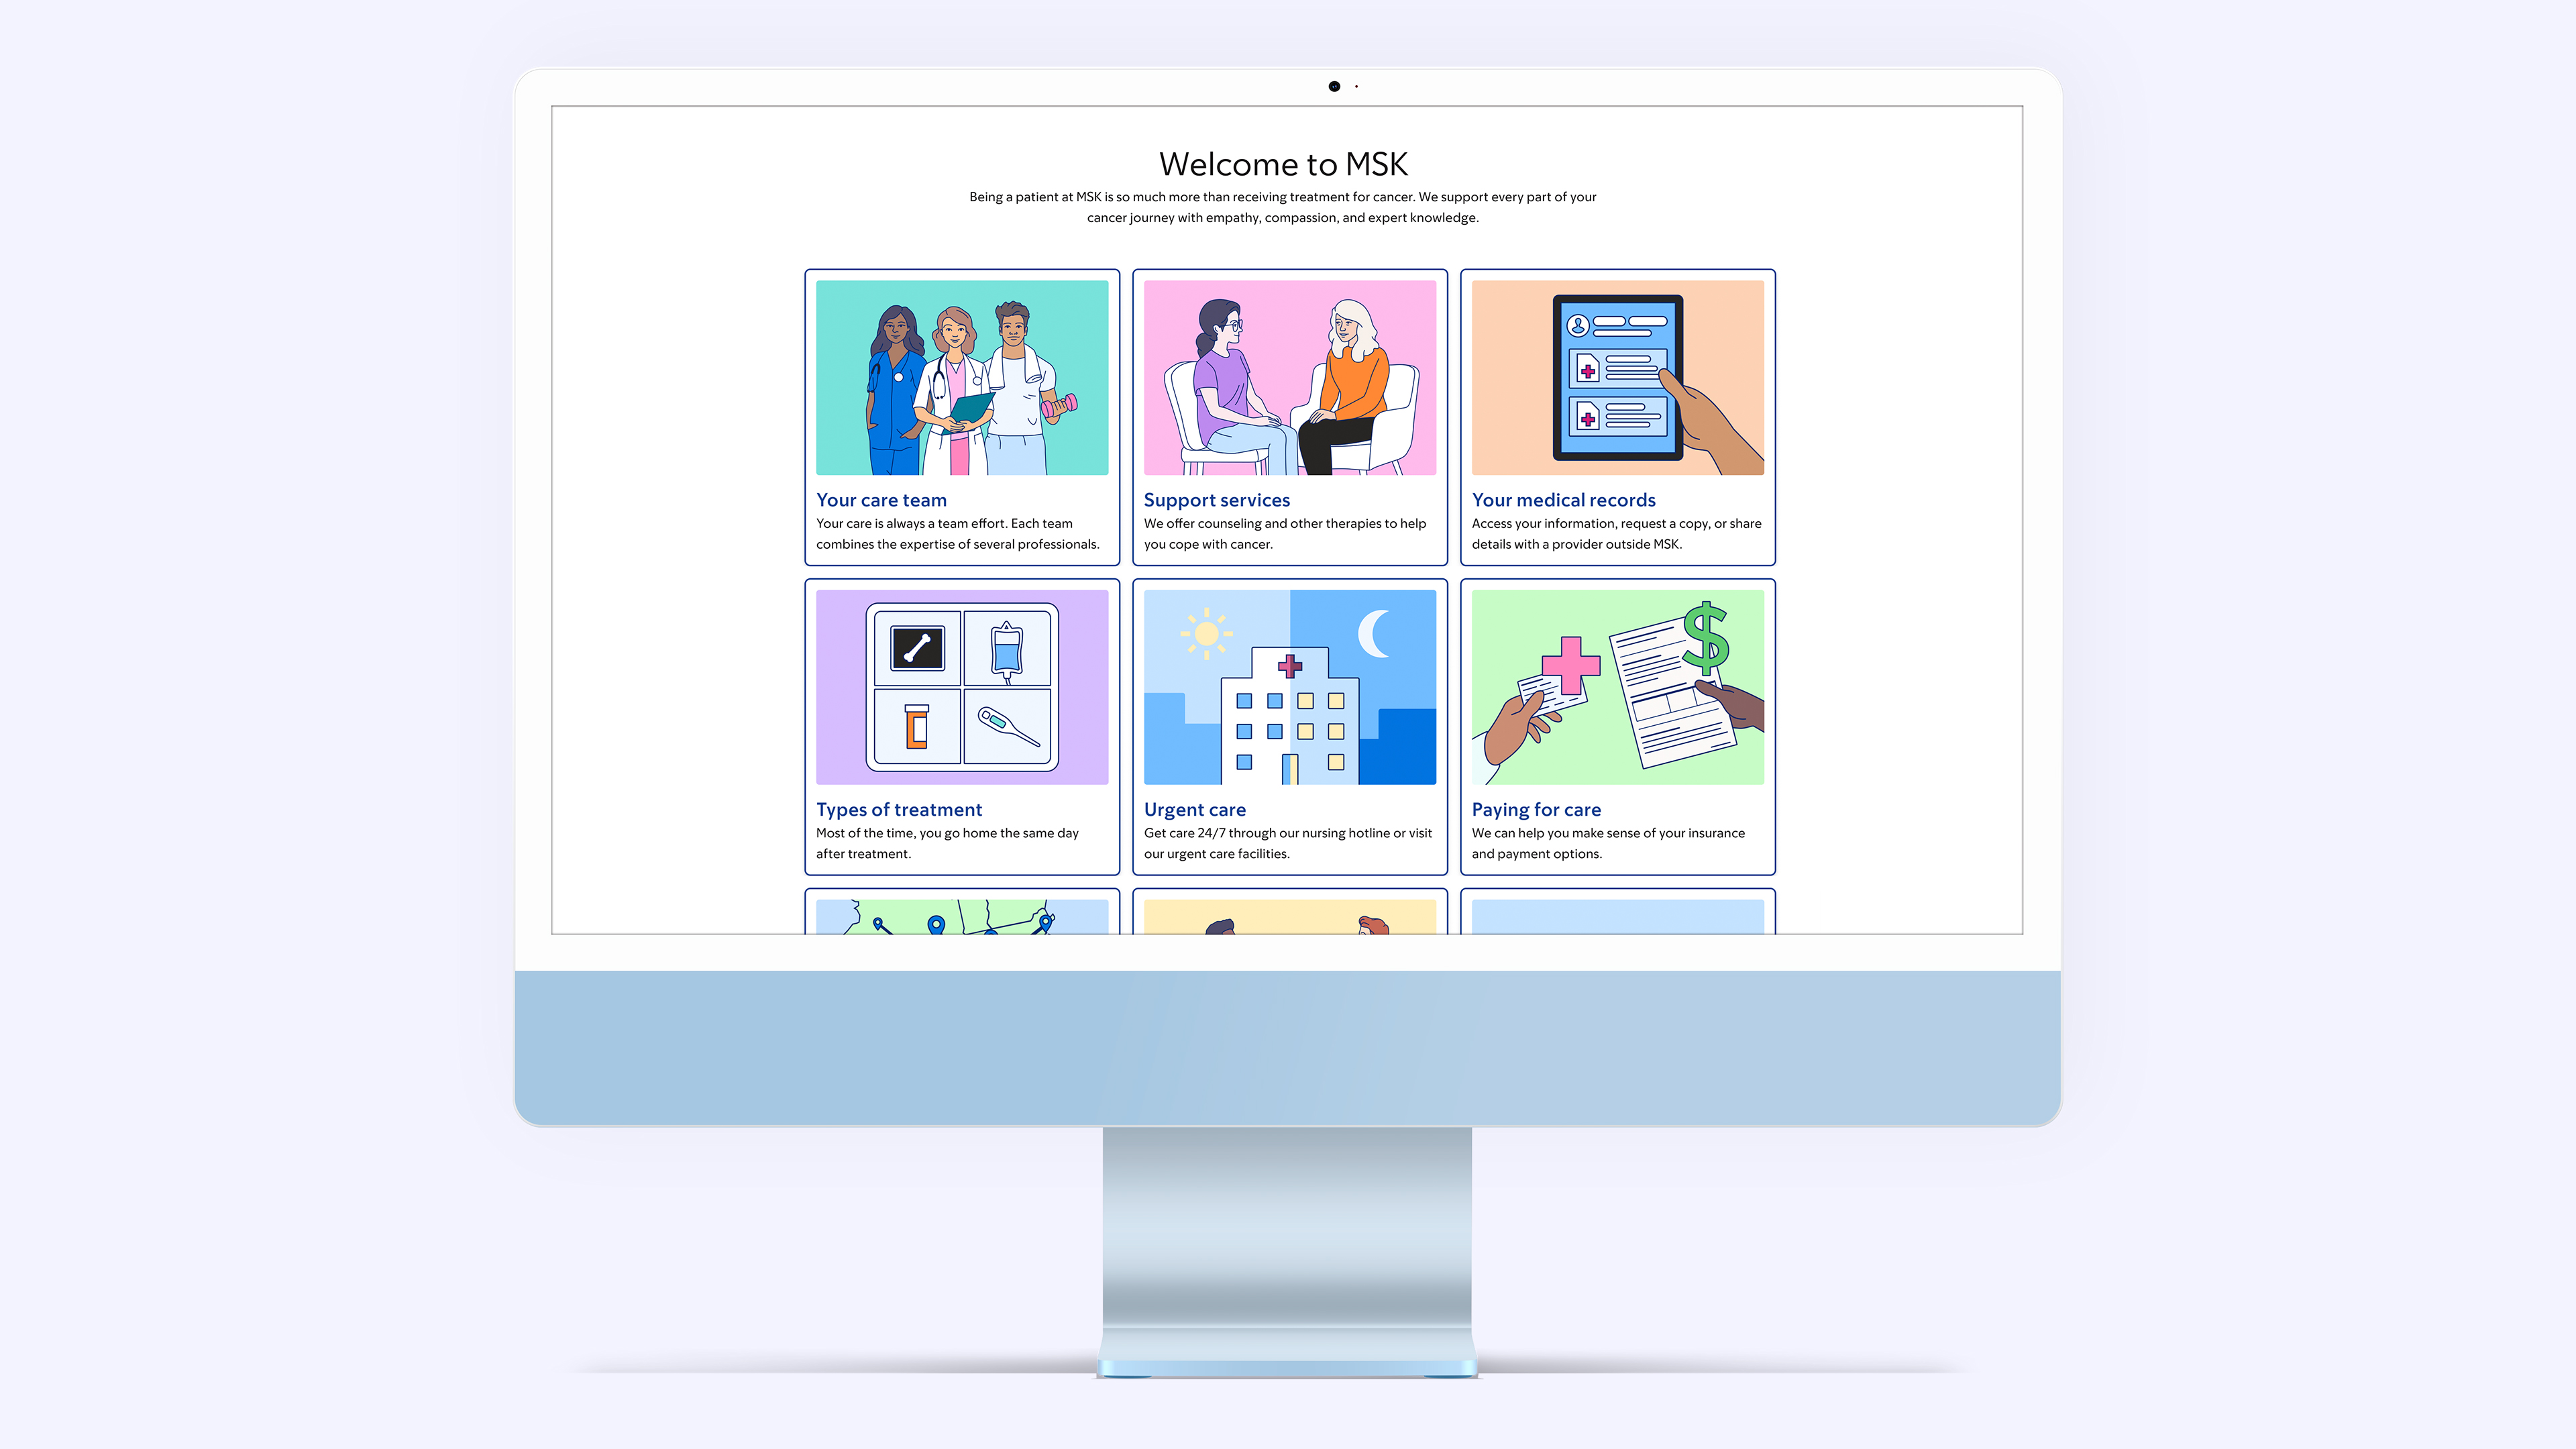 Welcome to MSK
Being a patient at MSK is so much more than receiving treatment for cancer. We support every part of your
cancer journey with empathy, compassion, and expert knowledge.
Your care team
Your care is always a team effort. Each team
combines the expertise of several professionals.
Support services
We offer counseling and other therapies to help
you cope with cancer.
Your medical records
Access your information, request a copy, or share
details with a provider outside MSK.
$
Types of treatment
Most of the time, you go home the same day
after treatment.
Urgent care
Get care 24/7 through our nursing hotline or visit
our urgent care facilities.
Paying for care
We can help you make sense of your insurance
and payment options.